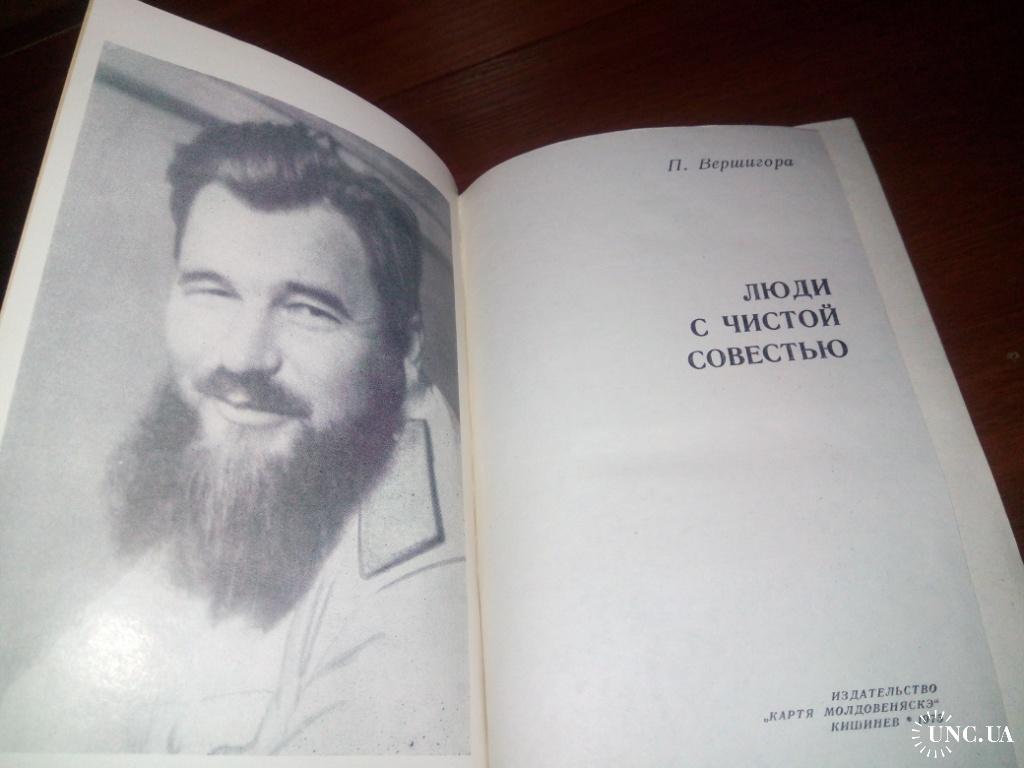 П. Вершигора
ЛЮДИ
С ЧИСТОЙ
СОВЕСТЬЮ
ИЗДАТЕЛЬСТВО
„КАРТЯ МОЛДОВЕНЯСКЭ“
КИШИНЕВ *
UNC.UA